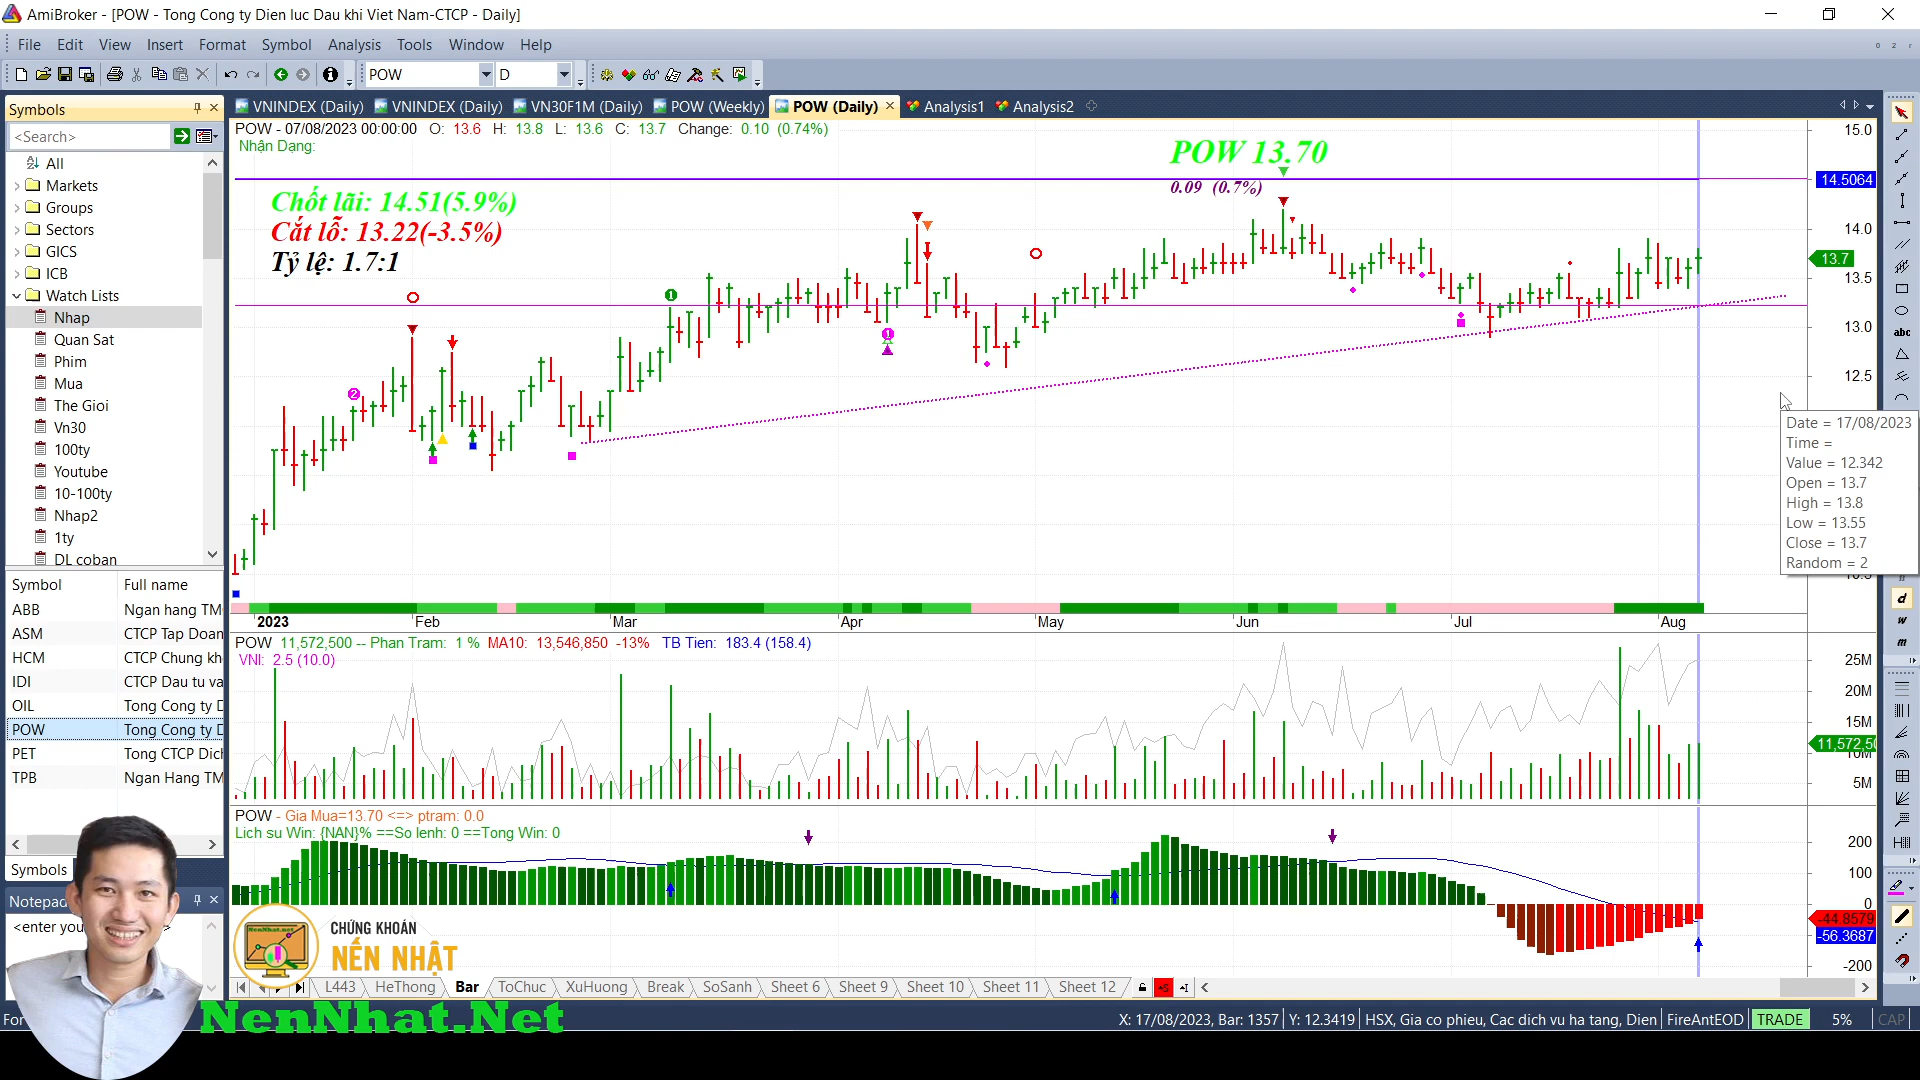 AmiBroker - [POW - Tong Cong ty Dien luc Dau khi Viet Nam-CTCP - Daily]
File Edit View Insert Format Symbol Analysis Tools Window Help
POW D
Symbols
VNINDEX (Daily) VNINDEX (Daily) VN30F1M (Daily) POW (Weekly) POW (Daily) Analysis1 Analysis2
<Search>
All
Markets
Groups
Sectors
GICS
ICB
Watch Lists
Nhap
Quan Sat
Phim
Mua
The Gioi
Vn30
100ty
Youtube
10-100ty
Nhap2
1ty
DL coban
Symbol Full name
ABB Ngan hang TM
ASM CTCP Tap Doan
HCM CTCP Chung kh
IDI CTCP Dau tu va
OIL Tong Cong ty D
POW Tong Cong ty D
PET Tong CTCP Dich
TPB Ngan Hang TM
Symbols
Notepad
<enter you
For
POW - 07/08/2023 00:00:00 O: 13.6 H: 13.8 L: 13.6 C: 13.7 Change: 0.10 (0.74%)
Nhận Dạng:
POW 13.70
0.09 (0.7%)
Chốt lãi: 14.51(5.9%)
Cắt lỗ: 13.22(-3.5%)
Tỷ lệ: 1.7:1
15.0
14.5064
14.0
13.7
13.5
13.0
12.5
10.5
Date = 17/08/2023
Time =
Value = 12.342
Open = 13.7
High = 13.8
Low = 13.55
Close = 13.7
Random = 2
2023 Feb Mar Apr May Jun Jul Aug
POW 11,572,500 -- Phan Tram: 1 % MA10: 13,546,850 -13% TB Tien: 183.4 (158.4)
VNI: 2.5 (10.0)
25M
20M
15M
11,572,50
10M
5M
POW - Gia Mua=13.70 <=> ptram: 0.0
Lich su Win: {NAN}% ==So lenh: 0 ==Tong Win: 0
200
100
0
-44.8579
-56.3687
-200
abc
d
w
m
NenNhat.net
CHỨNG KHOÁN
NẾN NHẬT
L443 HeThong Bar ToChuc XuHuong Break SoSanh Sheet 6 Sheet 9 Sheet 10 Sheet 11 Sheet 12
NenNhat.Net
X: 17/08/2023, Bar: 1357 Y: 12.3419 HSX, Gia co phieu, Cac dich vu ha tang, Dien FireAntEOD TRADE 5% CAP